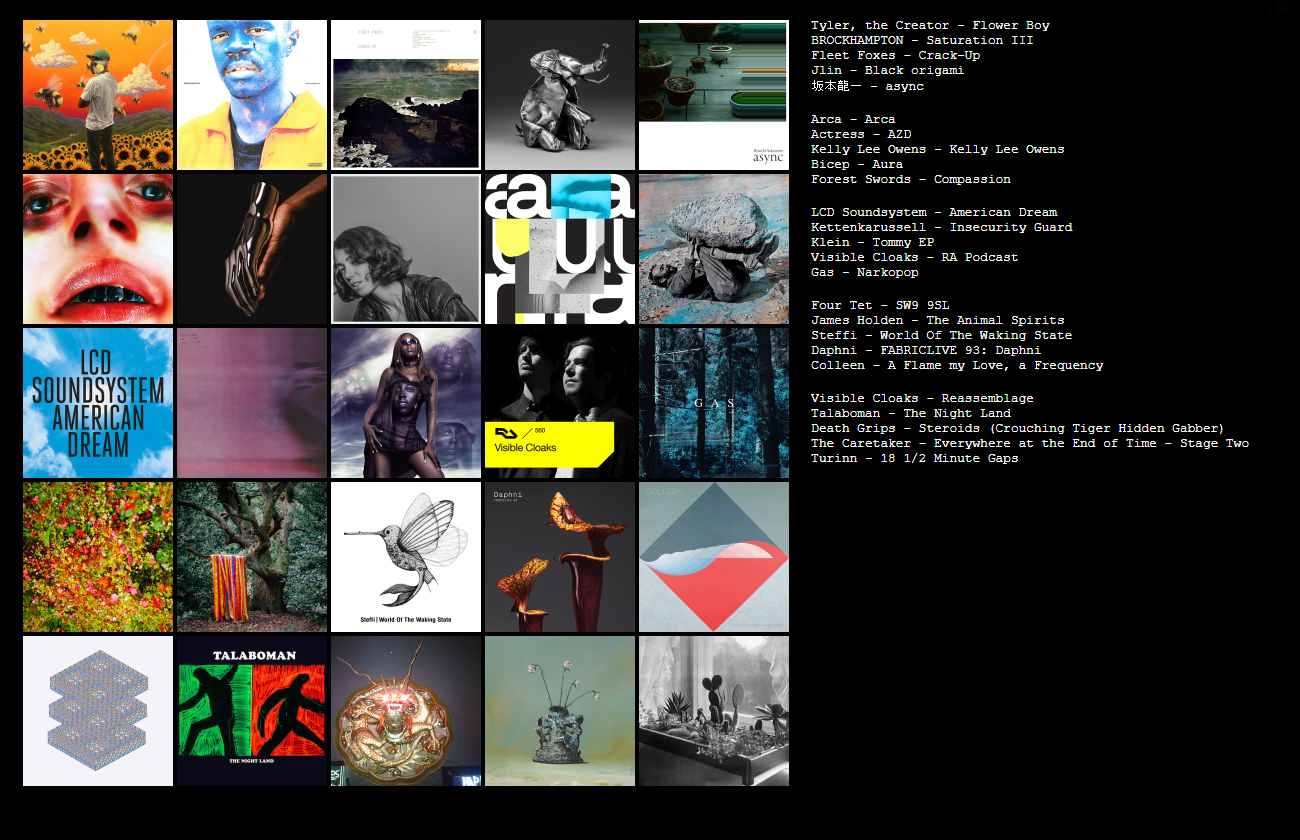 Tyler, the Creator - Flower Boy
BROCKHAMPTON - Saturation III
Fleet Foxes - Crack-Up
Jlin - Black origami
坂本龍一 - async
Arca - Arca
Actress - AZD
Kelly Lee Owens - Kelly Lee Owens
Bicep - Aura
Forest Swords - Compassion
LCD Soundsystem - American Dream
Kettenkarussell - Insecurity Guard
Klein - Tommy EP
Visible Cloaks - RA Podcast
Gas - Narkopop
Four Tet - SW9 9SL
James Holden - The Animal Spirits
Steffi - World Of The Waking State
Daphni - FABRICLIVE 93: Daphni
Colleen - A Flame my Love, a Frequency
Visible Cloaks - Reassemblage
Talaboman - The Night Land
Death Grips - Steroids (Crouching Tiger Hidden Gabber)
The Caretaker - Everywhere at the End of Time - Stage Two
Turinn - 18 1/2 Minute Gaps
FLEET FOXES
CRACK-UP
Ryuichi Sakamoto
async
LCD
SOUNDSYSTEM
AMERICAN
DREAM
RA / 560
Visible Cloaks
GAS
Daphni
COLLEEN
Steffi | World Of The Waking State
TALABOMAN
THE NIGHT LAND